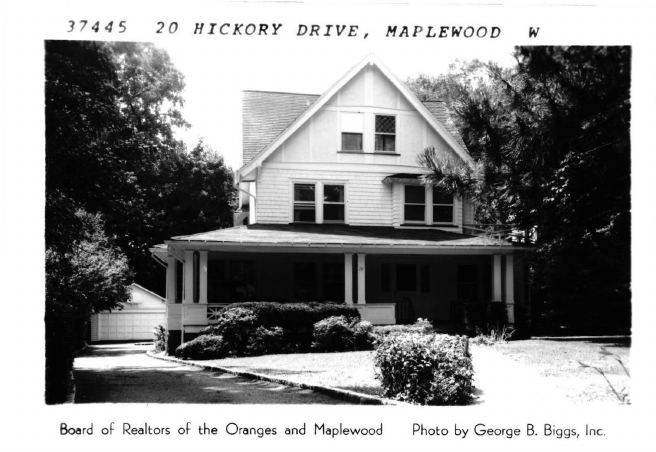 37445 20 HICKORY DRIVE, MAPLEWOOD W
Board of Realtors of the Oranges and Maplewood Photo by George B. Biggs, Inc.